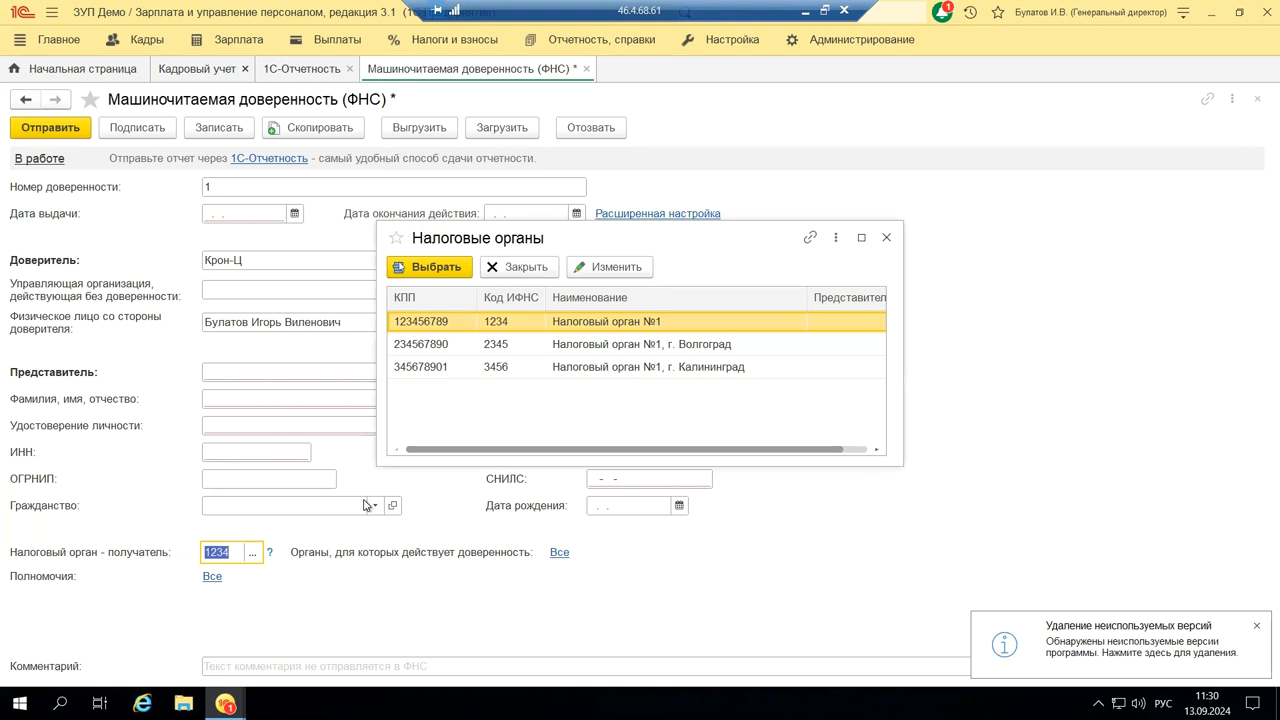 ЗУП Демо / Зарплата и управление персоналом, редакция 3.1
46.4.68.61
1
Булатов И.В. (Генеральный директор)
Главное
Кадры
Зарплата
Выплаты
Налоги и взносы
Отчетность, справки
Настройка
Администрирование
Начальная страница
Кадровый учет
1С-Отчетность
Машиночитаемая доверенность (ФНС) *
Машиночитаемая доверенность (ФНС) *
Отправить
Подписать
Записать
Скопировать
Выгрузить
Загрузить
Отозвать
В работе
Отправьте отчет через 1С-Отчетность - самый удобный способ сдачи отчетности.
Номер доверенности: 1
Дата выдачи: . .
Дата окончания действия: . .
Расширенная настройка
Доверитель: Крон-Ц
Управляющая организация,
действующая без доверенности:
Физическое лицо со стороны
доверителя:
Булатов Игорь Виленович
Представитель:
Фамилия, имя, отчество:
Удостоверение личности:
ИНН:
ОГРНИП:
СНИЛС: - -
Гражданство:
Дата рождения: . .
Налоговый орган - получатель: 1234 ... ?
Органы, для которых действует доверенность: Все
Полномочия: Все
Комментарий: Текст комментария не отправляется в ФНС
Налоговые органы
Выбрать
Закрыть
Изменить
КПП Код ИФНС Наименование Представител
123456789 1234 Налоговый орган №1
234567890 2345 Налоговый орган №1, г. Волгоград
345678901 3456 Налоговый орган №1, г. Калининград
Удаление неиспользуемых версий
Обнаружены неиспользуемые версии
программы. Нажмите здесь для удаления.
1
РУС
11:30
13.09.2024